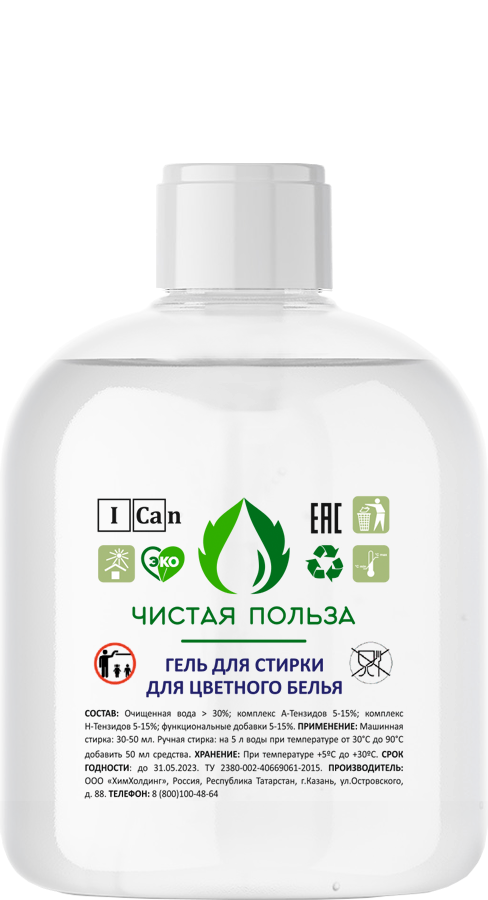 I Can
EAC
ЭКО
ЧИСТАЯ ПОЛЬЗА
ГЕЛЬ ДЛЯ СТИРКИ
ДЛЯ ЦВЕТНОГО БЕЛЬЯ
СОСТАВ: Очищенная вода > 30%; комплекс А-Тензидов 5-15%; комплекс
Н-Тензидов 5-15%; функциональные добавки 5-15%. ПРИМЕНЕНИЕ: Машинная
стирка: 30-50 мл. Ручная стирка: на 5 л воды при температуре от 30°С до 90°С
добавить 50 мл средства. ХРАНЕНИЕ: При температуре +5ºС до +30ºС. СРОК
ГОДНОСТИ: до 31.05.2023. ТУ 2380-002-40669061-2015. ПРОИЗВОДИТЕЛЬ:
ООО «ХимХолдинг», Россия, Республика Татарстан, г.Казань, ул.Островского,
д. 88. ТЕЛЕФОН: 8 (800)100-48-64